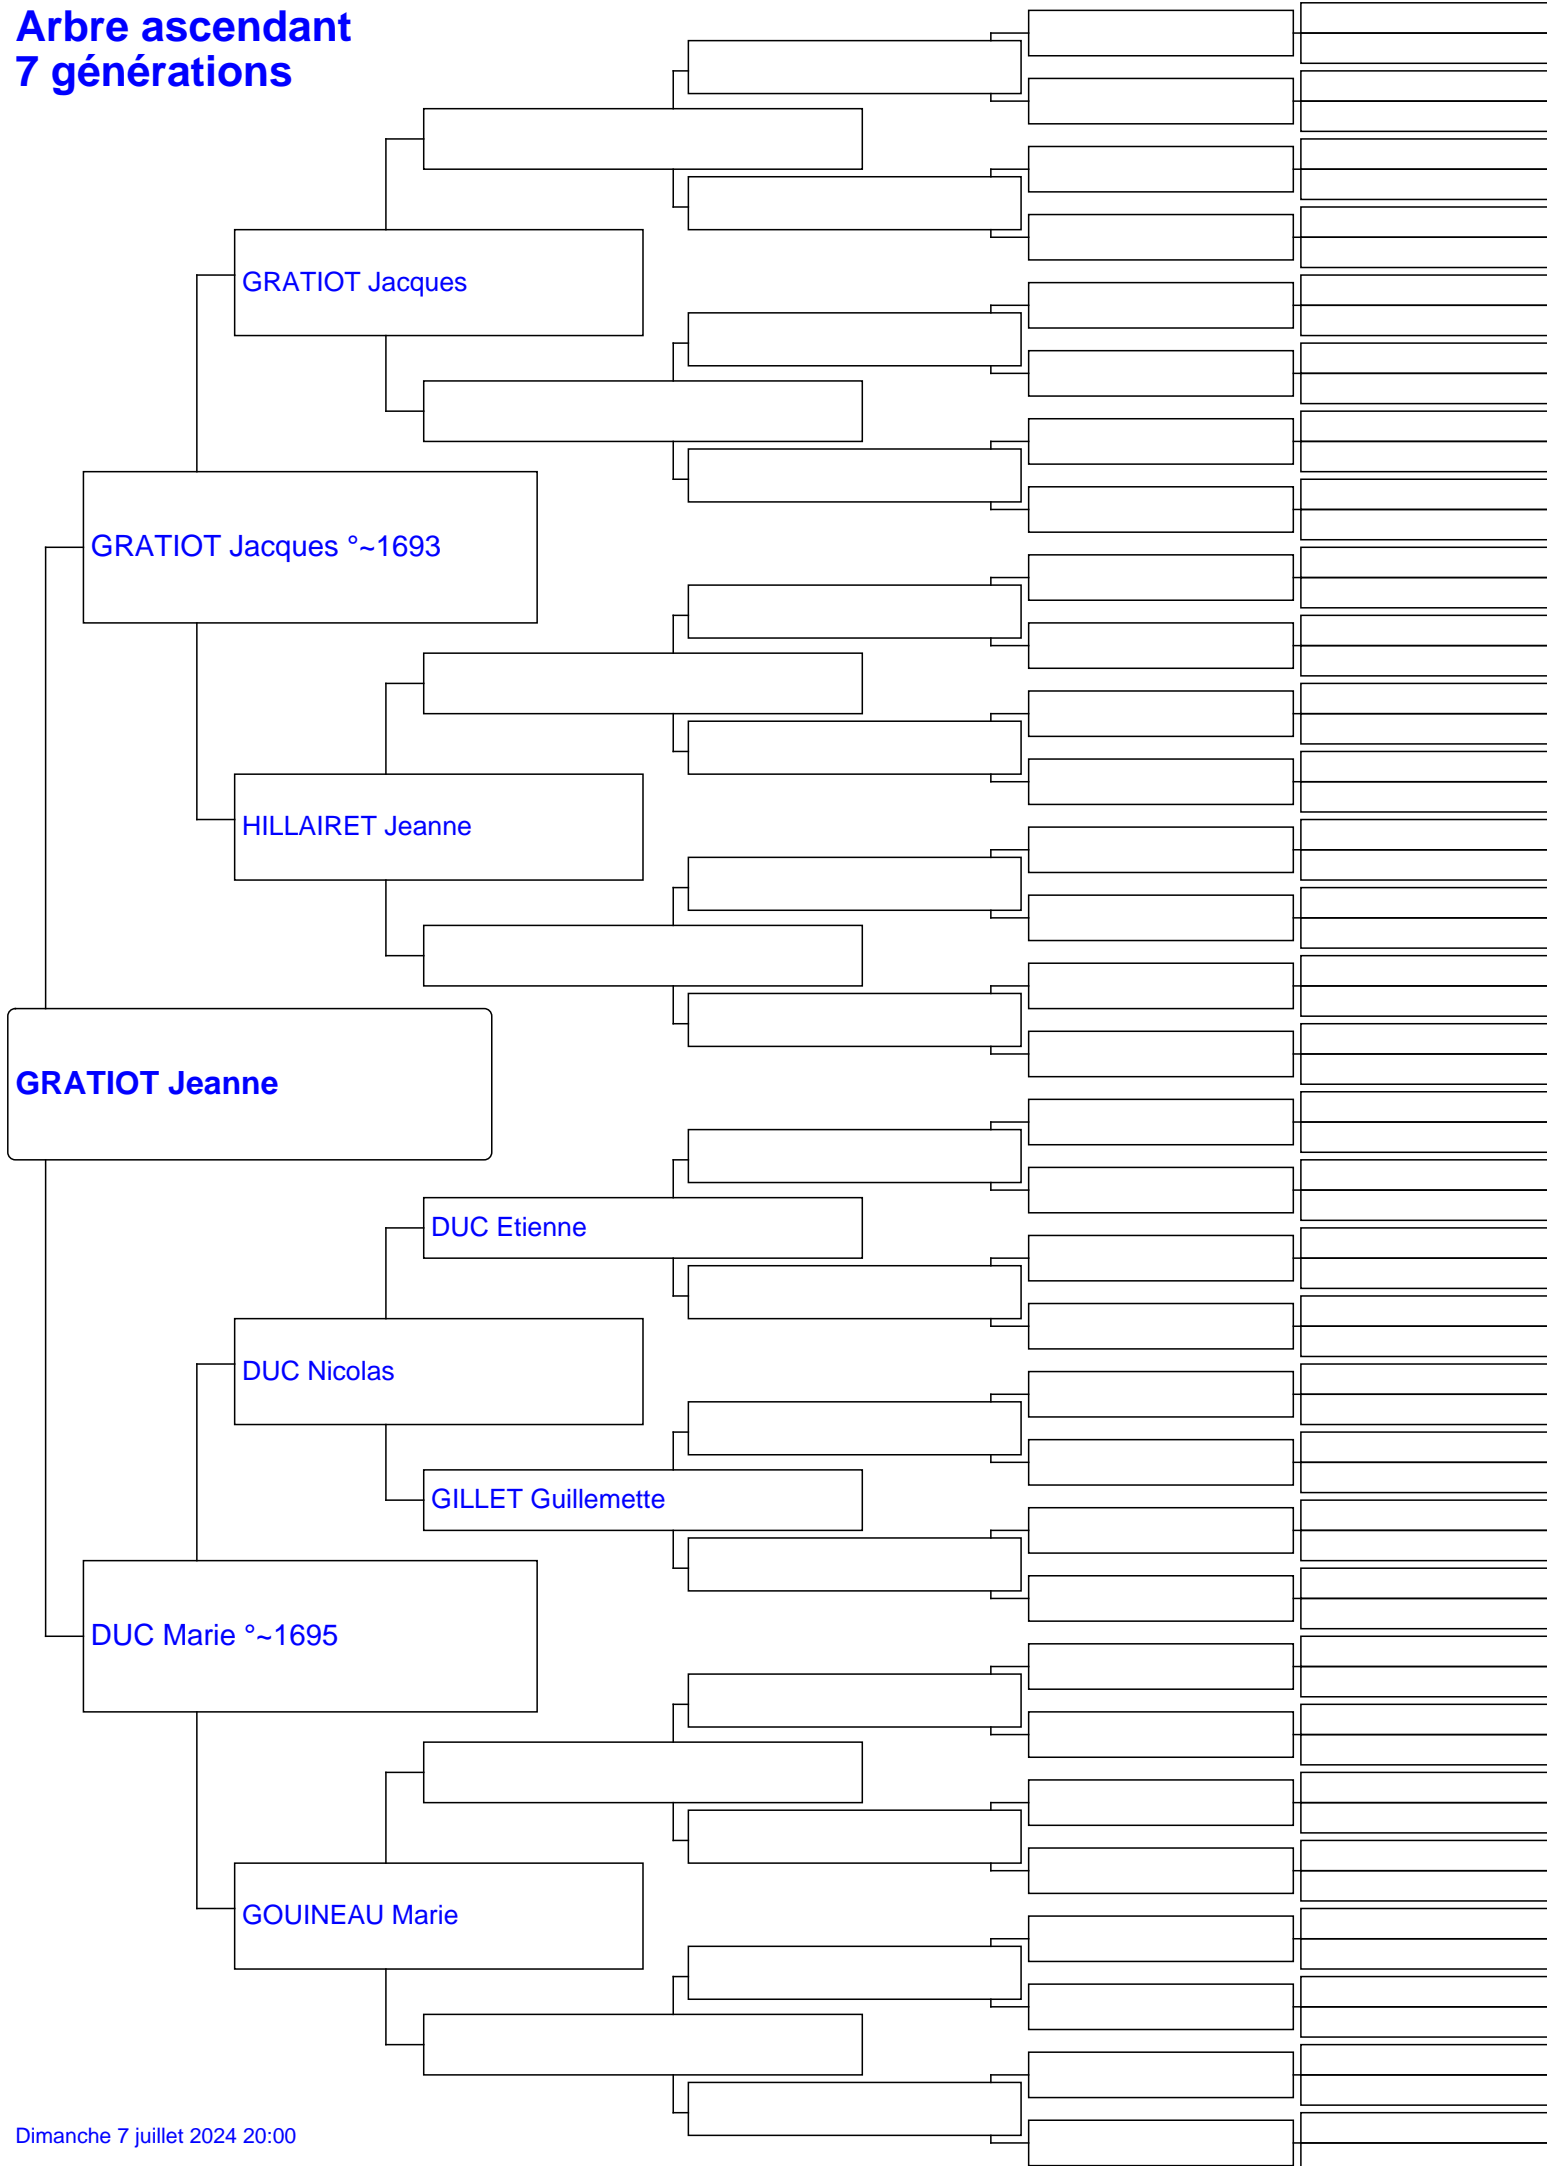 Arbre ascendant
7 générations
GRATIOT Jacques
GRATIOT Jacques °~1693
HILLAIRET Jeanne
GRATIOT Jeanne
DUC Etienne
DUC Nicolas
GILLET Guillemette
DUC Marie °~1695
GOUINEAU Marie
Dimanche 7 juillet 2024 20:00